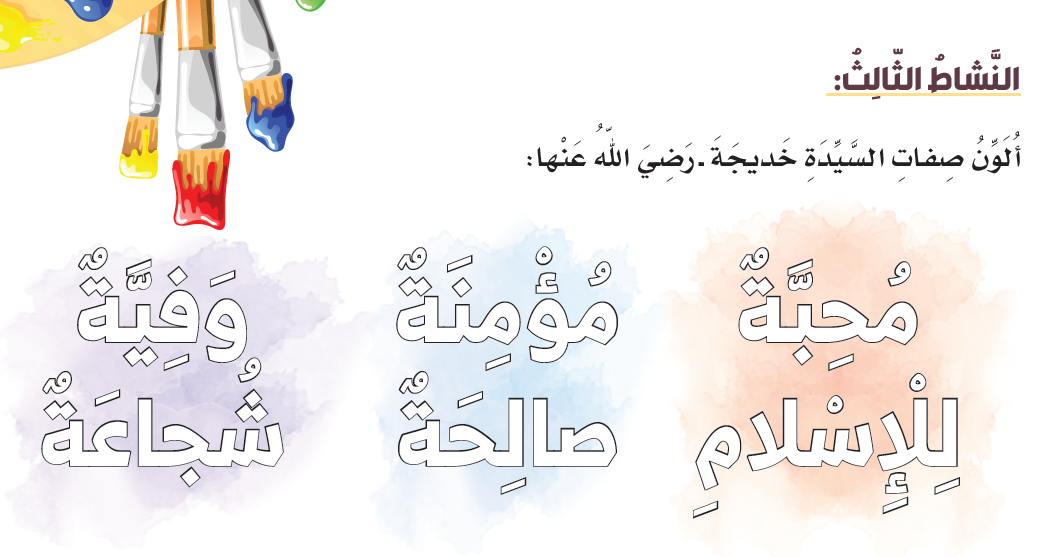 النَّشاطُ الثّالِثُ:
أُلَوِّنُ صِفاتِ السَّيِّدَةِ خَديجَةَ ـ رَضِيَ اللّهُ عَنْها:
مُحِبَّةٌ
لِلْإِسْلامِ
مُؤْمِنَةٌ
صالِحَةٌ
وَفِيَّةٌ
شُجاعَةٌ